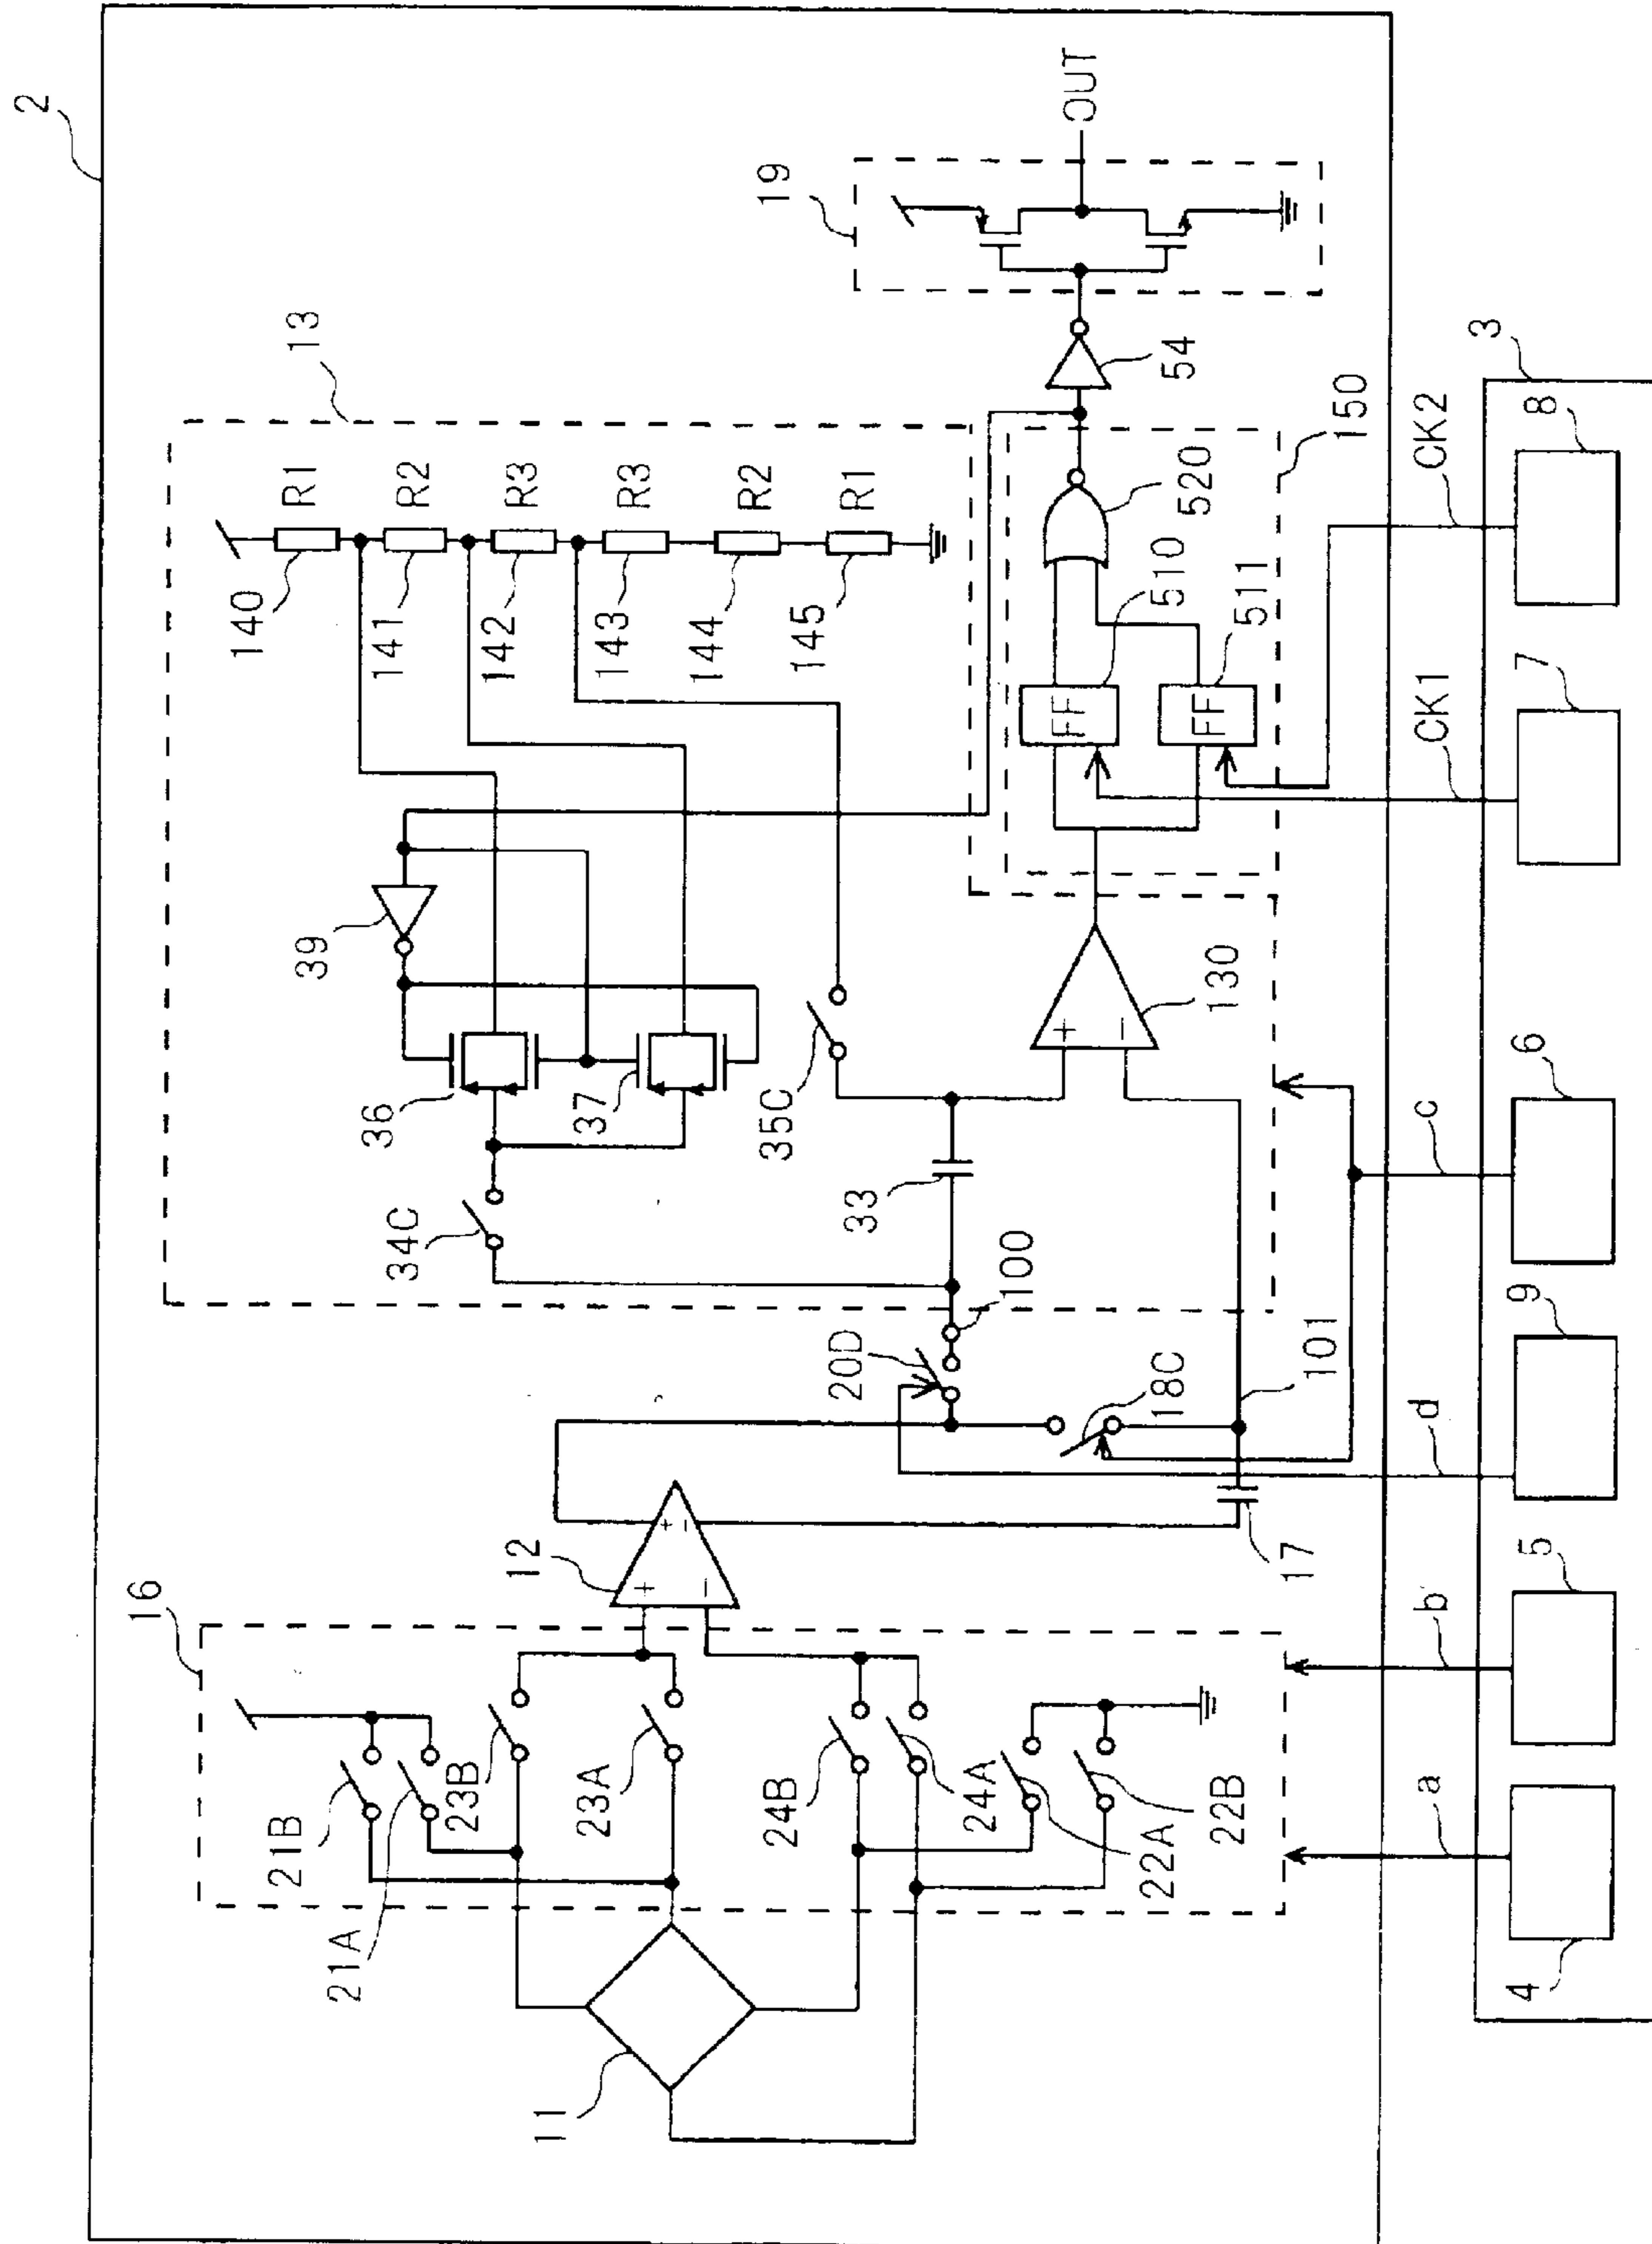 2
16
21B
21A
23B
23A
24B
24A
22A
22B
11
12
+
−
+
−
17
20D
18C
100
101
13
34C
36
37
39
33
35C
130
+
−
140
R1
141
R2
142
R3
143
R3
144
R2
145
R1
FF
510
FF
511
520
150
54
19
OUT
a
b
d
c
CK1
CK2
3
4
5
9
6
7
8